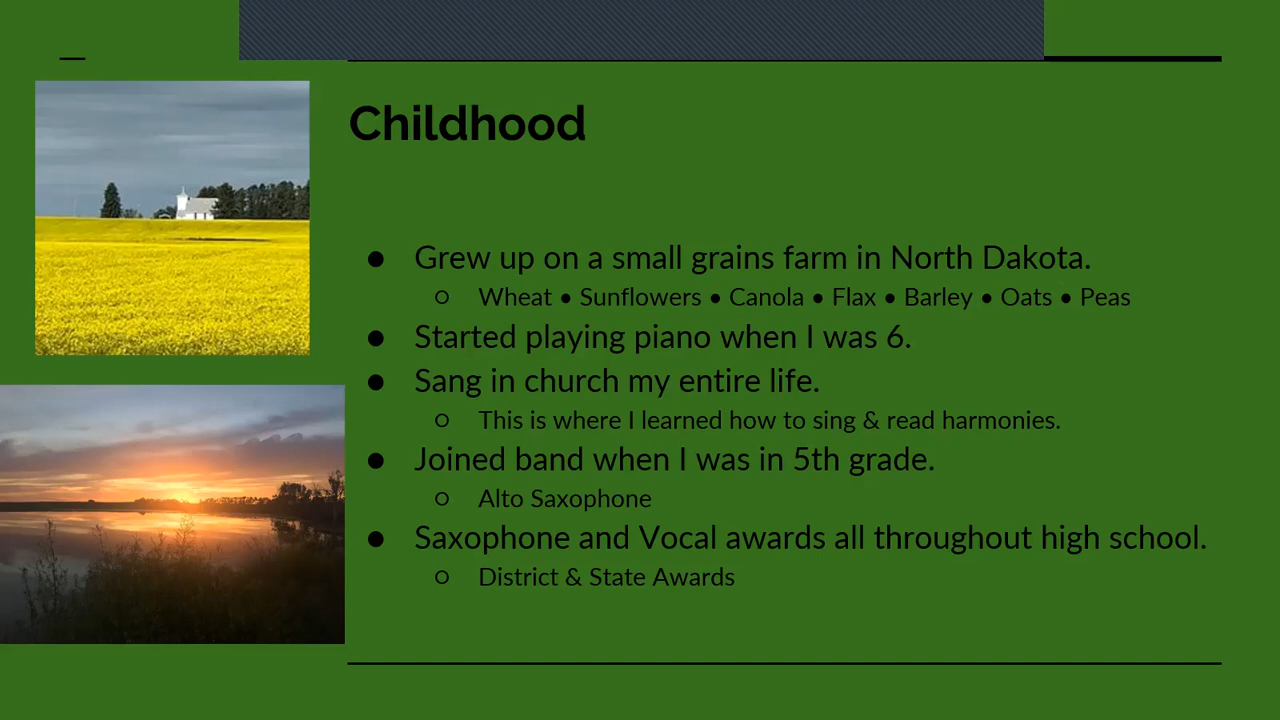 Childhood
● Grew up on a small grains farm in North Dakota.
○ Wheat • Sunflowers • Canola • Flax • Barley • Oats • Peas
● Started playing piano when I was 6.
● Sang in church my entire life.
○ This is where I learned how to sing & read harmonies.
● Joined band when I was in 5th grade.
○ Alto Saxophone
● Saxophone and Vocal awards all throughout high school.
○ District & State Awards